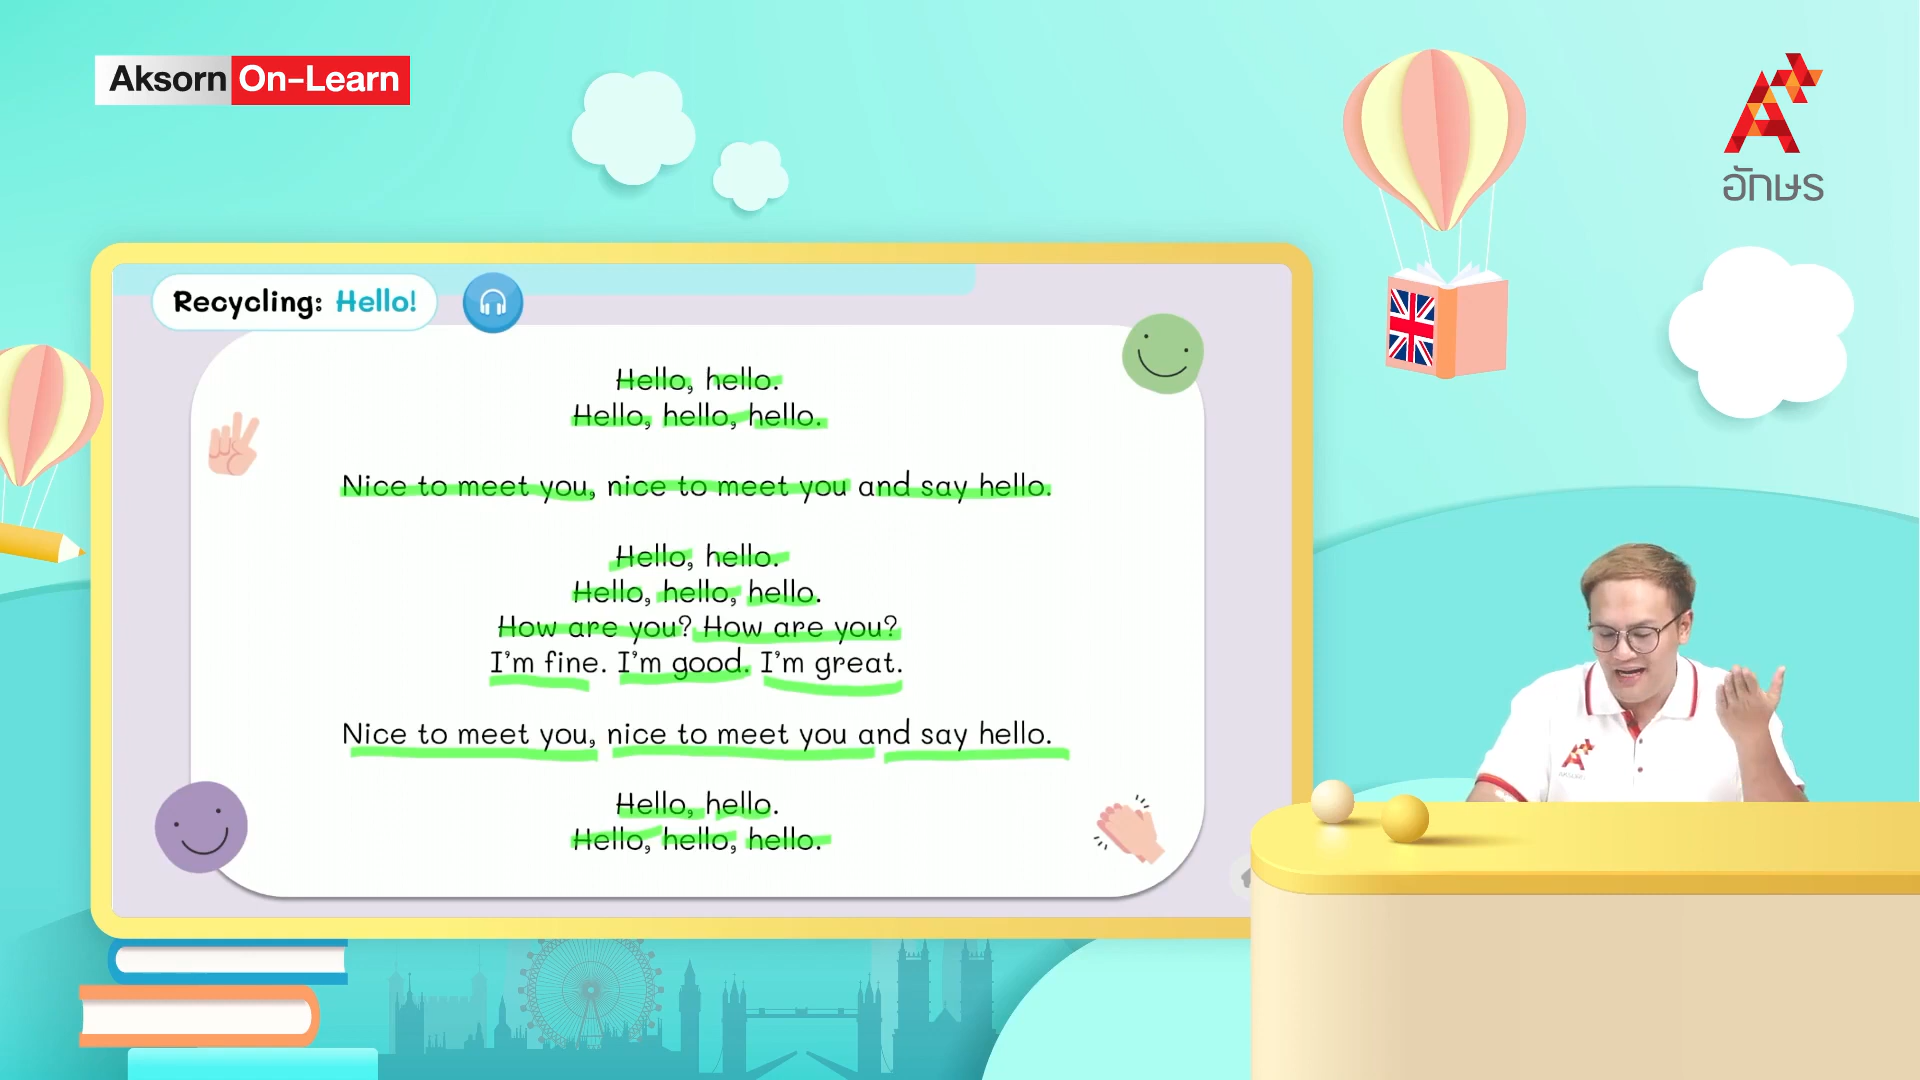 Aksorn On-Learn
อักษร
Recycling: Hello!
Hello, hello.
Hello, hello, hello.
Nice to meet you, nice to meet you and say hello.
Hello, hello.
Hello, hello, hello.
How are you? How are you?
I'm fine. I'm good. I'm great.
Nice to meet you, nice to meet you and say hello.
Hello, hello.
Hello, hello, hello.